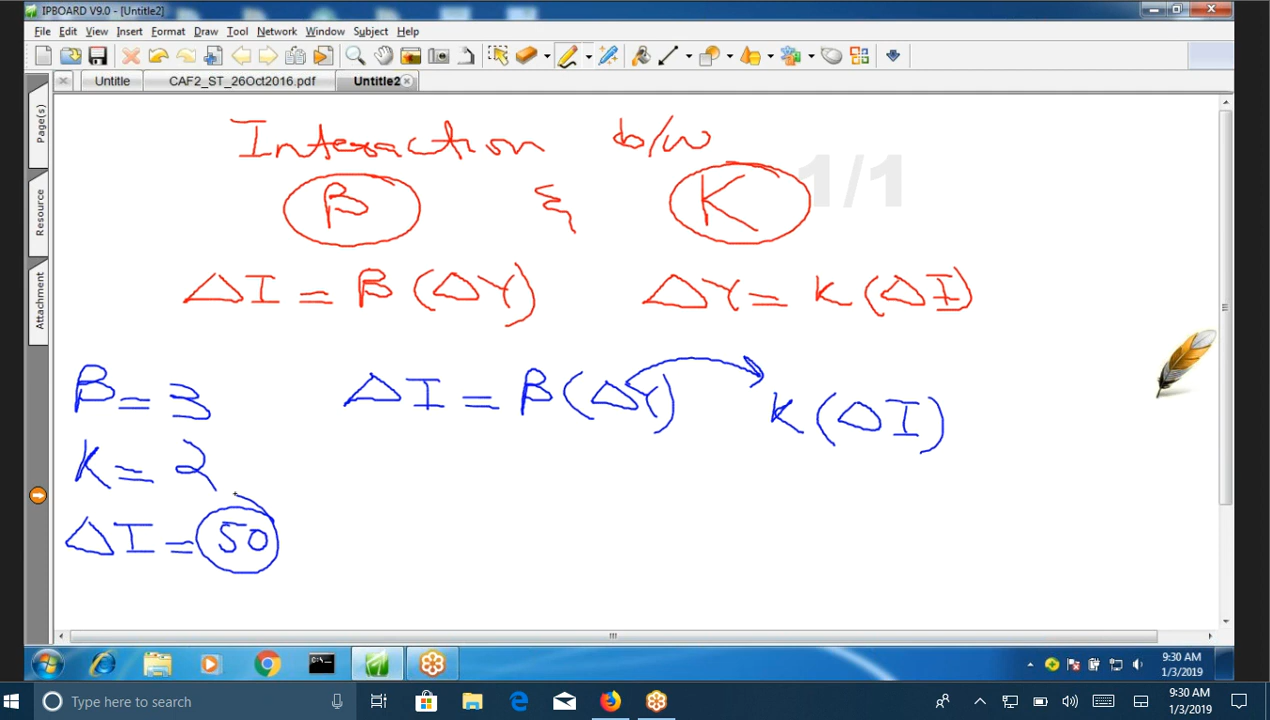 IPBOARD V9.0 - [Untitle2]
File Edit View Insert Format Draw Tool Network Window Subject Help
Untitle CAF2_ST_26Oct2016.pdf Untitle2
Page(s)
Resource
Attachment
1/1
Interaction b/w
β & K
ΔI = β (ΔY) ΔY = K (ΔI)
β = 3 ΔI = β (ΔY) K (ΔI)
K = 2
ΔI = 50
9:30 AM
1/3/2019
Type here to search
9:30 AM
1/3/2019